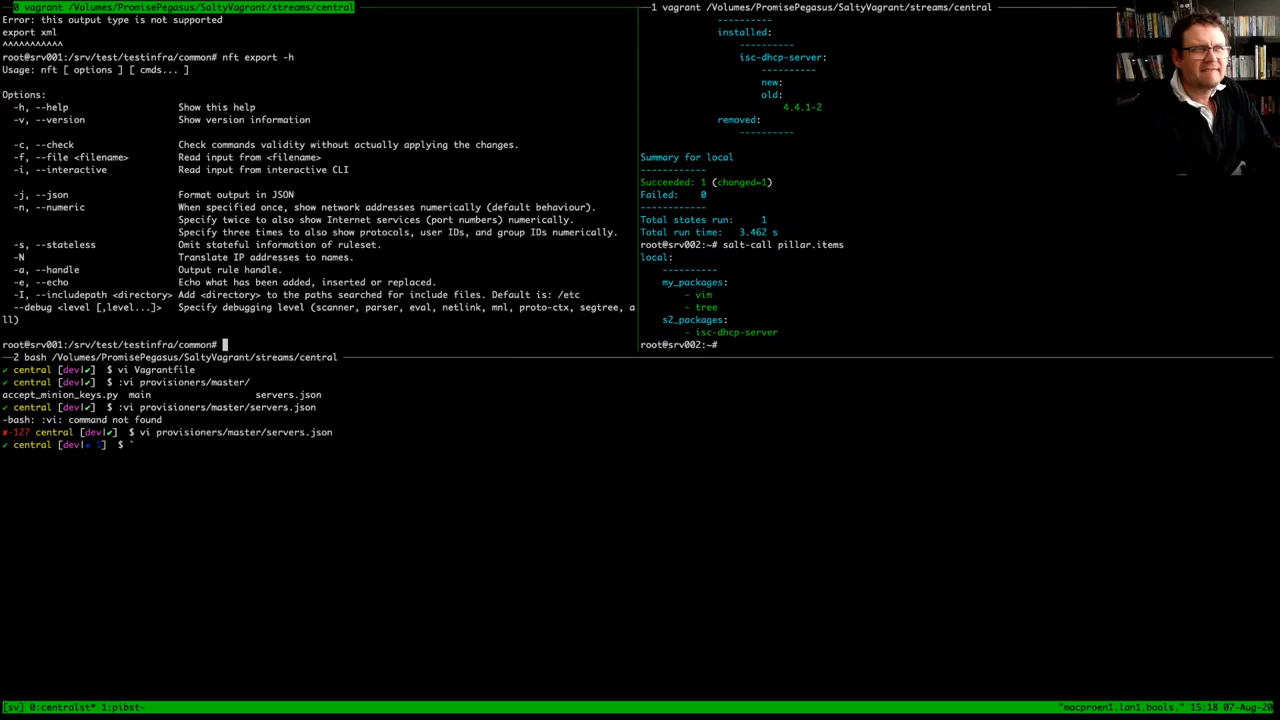 0 vagrant /Volumes/PromisePegasus/SaltyVagrant/streams/central
Error: this output type is not supported
export xml
^^^^^^^^^^^
root@srv001:/srv/test/testinfra/common# nft export -h
Usage: nft [ options ] [ cmds... ]
Options:
-h, --help Show this help
-v, --version Show version information
-c, --check Check commands validity without actually applying the changes.
-f, --file <filename> Read input from <filename>
-i, --interactive Read input from interactive CLI
-j, --json Format output in JSON
-n, --numeric When specified once, show network addresses numerically (default behaviour).
Specify twice to also show Internet services (port numbers) numerically.
Specify three times to also show protocols, user IDs, and group IDs numerically.
-s, --stateless Omit stateful information of ruleset.
-N Translate IP addresses to names.
-a, --handle Output rule handle.
-e, --echo Echo what has been added, inserted or replaced.
-I, --includepath <directory> Add <directory> to the paths searched for include files. Default is: /etc
--debug <level [,level...]> Specify debugging level (scanner, parser, eval, netlink, mnl, proto-ctx, segtree, a
ll)
root@srv001:/srv/test/testinfra/common#
1 vagrant /Volumes/PromisePegasus/SaltyVagrant/streams/central
----------
installed:
----------
isc-dhcp-server:
----------
new:
old:
4.4.1-2
removed:
----------
Summary for local
------------
Succeeded: 1 (changed=1)
Failed: 0
------------
Total states run: 1
Total run time: 3.462 s
root@srv002:~# salt-call pillar.items
local:
----------
my_packages:
- vim
- tree
s2_packages:
- isc-dhcp-server
root@srv002:~#
2 bash /Volumes/PromisePegasus/SaltyVagrant/streams/central
✔ central [dev|✔] $ vi Vagrantfile
✔ central [dev|✔] $ :vi provisioners/master/
accept_minion_keys.py main servers.json
✔ central [dev|✔] $ :vi provisioners/master/servers.json
-bash: :vi: command not found
✘-127 central [dev|✔] $ vi provisioners/master/servers.json
✔ central [dev|✚ 1] $ `
[sv] 0:centralst* 1:pibst-
"macproen1.lan1.bools." 15:18 07-Aug-20